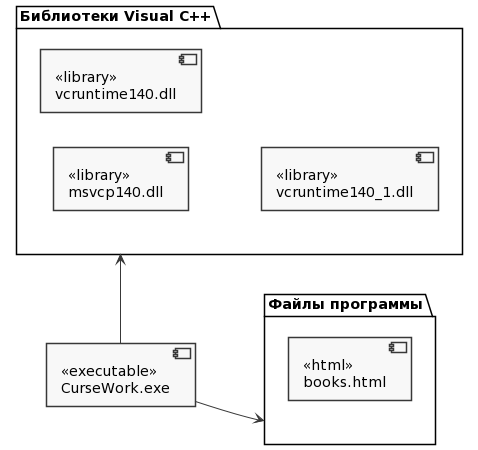 Библиотеки Visual C++
«library»
vcruntime140.dll
«library»
msvcp140.dll
«library»
vcruntime140_1.dll
Файлы программы
«html»
books.html
«executable»
CurseWork.exe